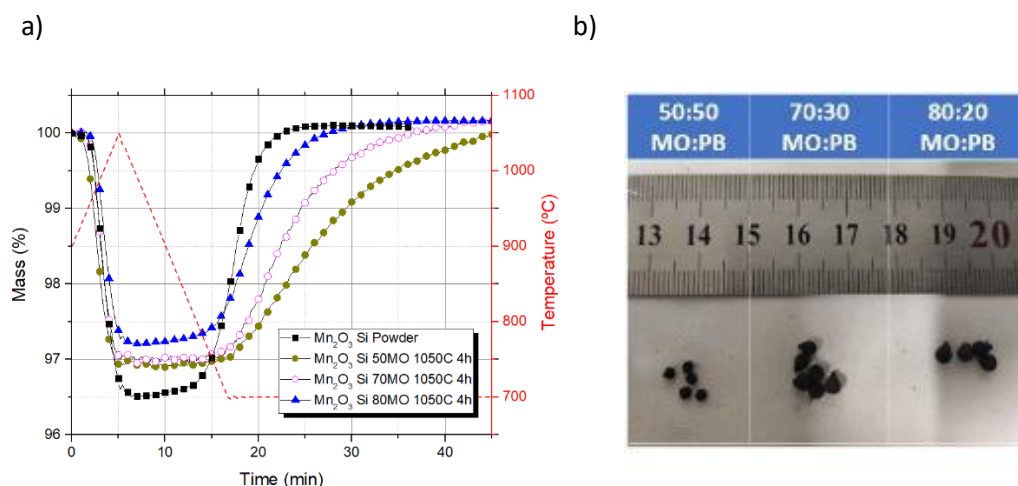 a)
b)
100
99
98
97
96
Mass (%)
0
10
20
30
40
Time (min)
1100
1050
1000
900
800
750
700
Temperature (ºC)
Mn2O3 Si Powder
Mn2O3 Si 50MO 1050C 4h
Mn2O3 Si 70MO 1050C 4h
Mn2O3 Si 80MO 1050C 4h
50:50 70:30 80:20
MO:PB MO:PB MO:PB
13 14 15 16 17 18 19 20